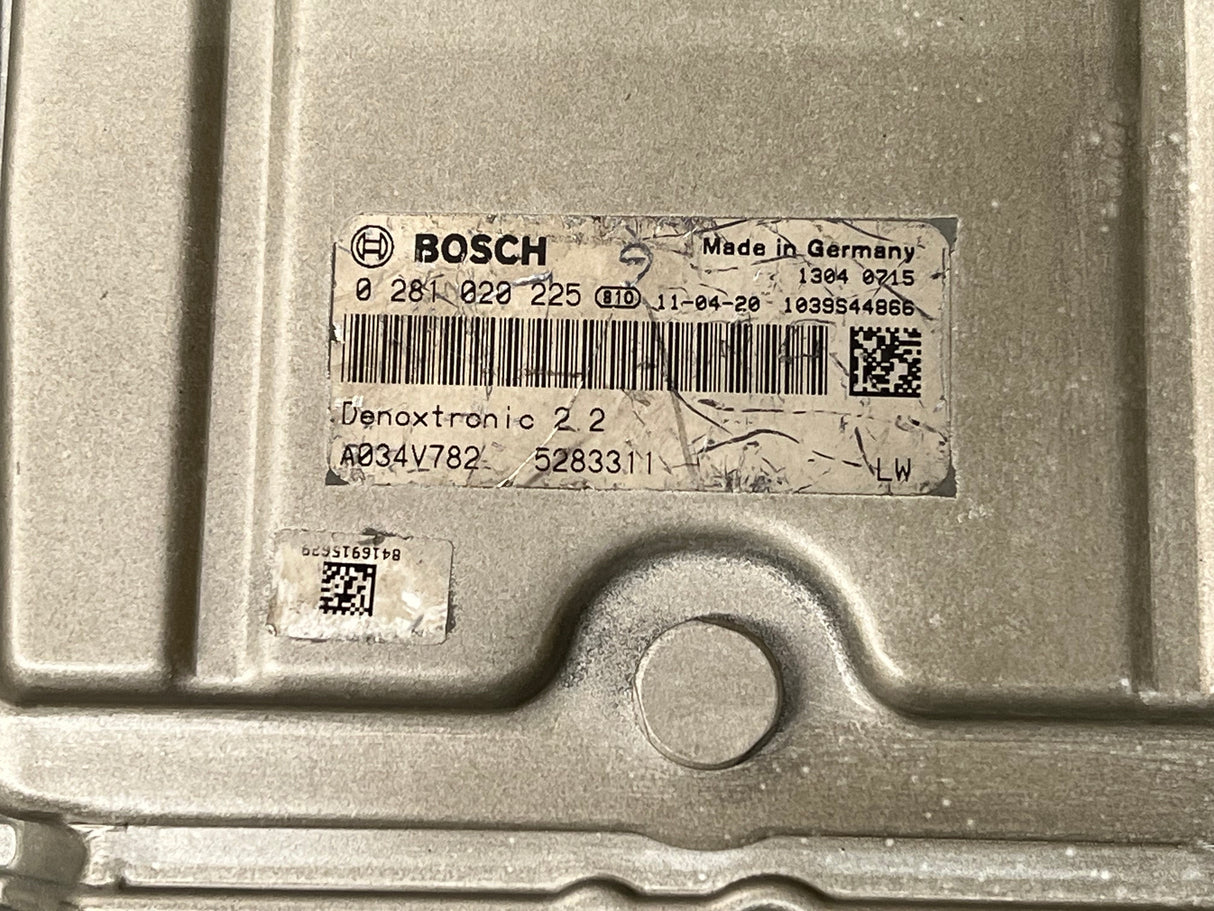 BOSCH
Made in Germany
1304 0715
0 281 020 225 810 11-04-20 1039S44866
Denoxtronic 2.2
A034V782 5283311 LW
8416915629